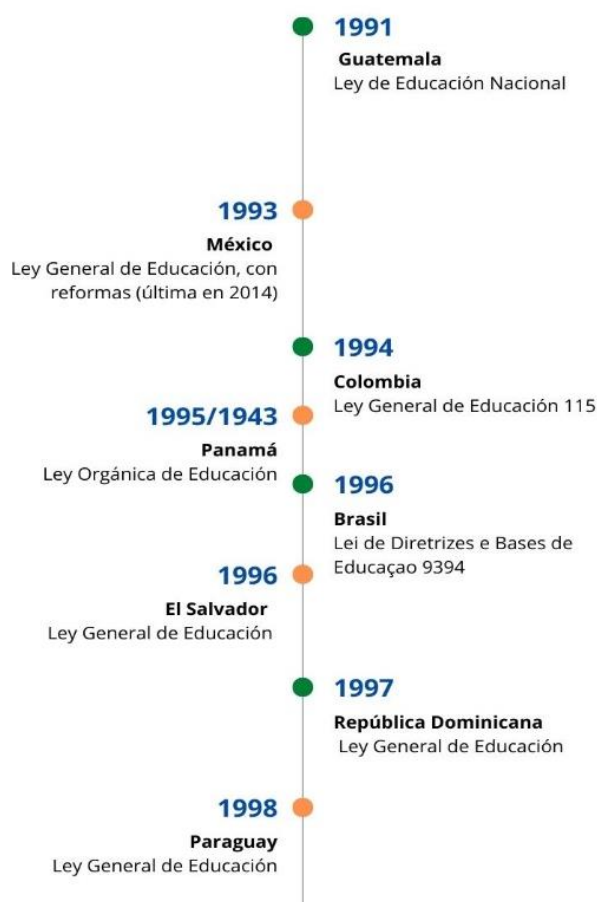 1991
Guatemala
Ley de Educación Nacional
1993
México
Ley General de Educación, con
reformas (última en 2014)
1994
Colombia
Ley General de Educación 115
1995/1943
Panamá
Ley Orgánica de Educación
1996
Brasil
Lei de Diretrizes e Bases de
Educaçao 9394
1996
El Salvador
Ley General de Educación
1997
República Dominicana
Ley General de Educación
1998
Paraguay
Ley General de Educación